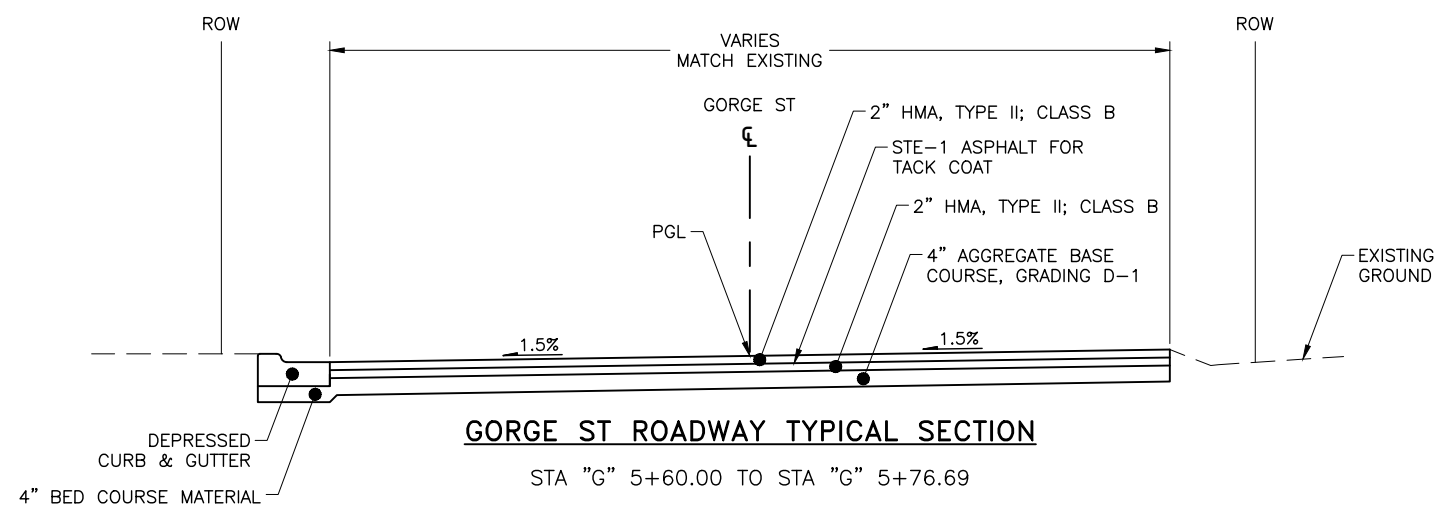 ROW
ROW
VARIES
MATCH EXISTING
GORGE ST
℄
2" HMA, TYPE II; CLASS B
STE-1 ASPHALT FOR
TACK COAT
2" HMA, TYPE II; CLASS B
PGL
4" AGGREGATE BASE
COURSE, GRADING D-1
EXISTING
GROUND
1.5%
1.5%
DEPRESSED
CURB & GUTTER
4" BED COURSE MATERIAL
GORGE ST ROADWAY TYPICAL SECTION
STA "G" 5+60.00 TO STA "G" 5+76.69